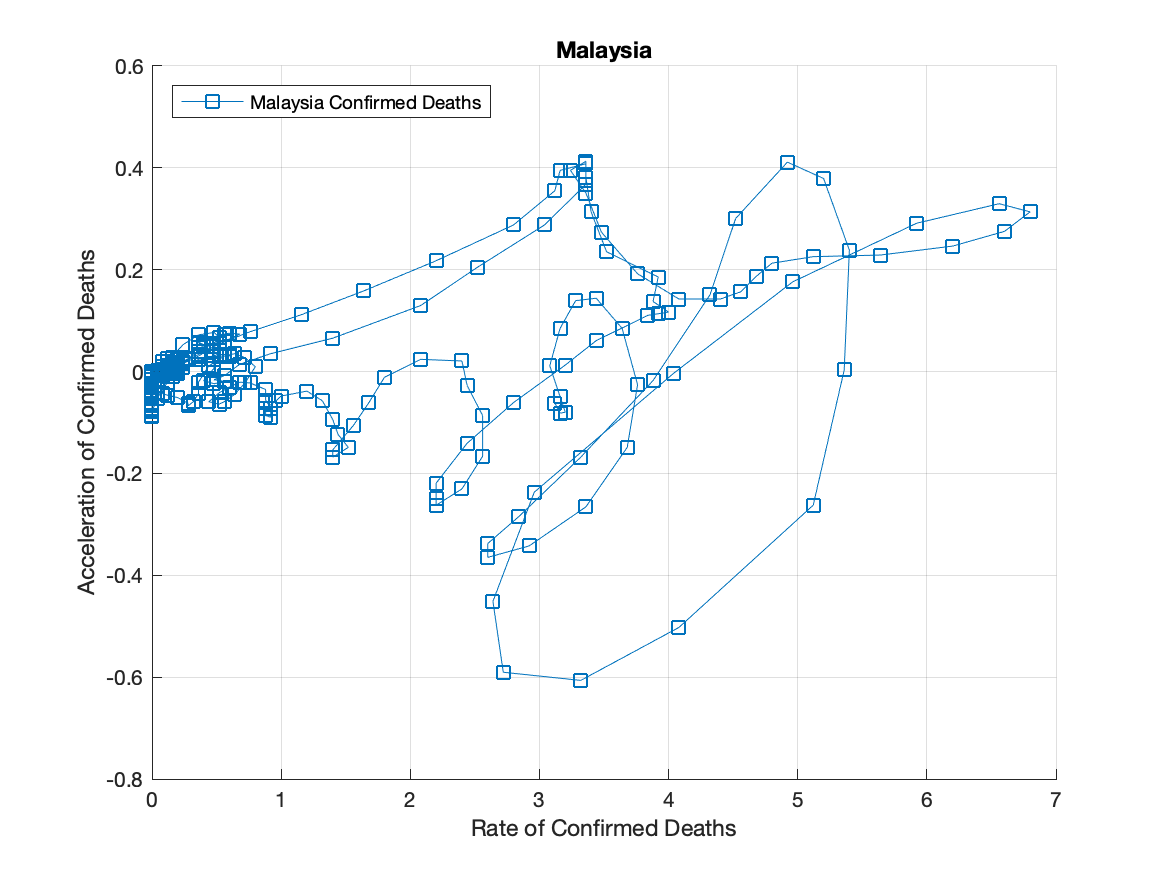 Malaysia
Malaysia Confirmed Deaths
0.6
0.4
0.2
0
-0.2
-0.4
-0.6
-0.8
Acceleration of Confirmed Deaths
0 1 2 3 4 5 6 7
Rate of Confirmed Deaths